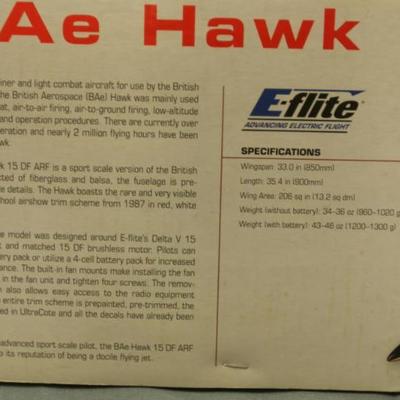 Ae Hawk
iner and light combat aircraft for use by the British
he British Aerospace (BAe) Hawk was mainly used
at, air-to-air firing, air-to-ground firing, low-altitude
and operation procedures. There are currently over
eration and nearly 2 million flying hours have been
wk.
k 15 DF ARF is a sport scale version of the British
cted of fiberglass and balsa, the fuselage is pre-
le details. The Hawk boasts the rare and very visible
chool airshow trim scheme from 1987 in red, white
e model was designed around E-flite's Delta V 15
t and matched 15 DF brushless motor. Pilots can
ery pack or utilize a 4-cell battery pack for increased
ance. The built-in fan mounts make installing the fan
in the fan unit and tighten four screws. The remov-
n also allows easy access to the radio equipment
entire trim scheme is prepainted, pre-trimmed, the
ed in UltraCote and all the decals have already been
advanced sport scale pilot, the BAe Hawk 15 DF ARF
o its reputation of being a docile flying jet.
E-flite
ADVANCING ELECTRIC FLIGHT
SPECIFICATIONS
Wingspan: 33.0 in (850mm)
Length: 35.4 in (900mm)
Wing Area: 206 sq in (13.2 sq dm)
Weight (without battery): 34-36 oz (960-1020 g)
Weight (with battery): 43-46 oz (1200-1300 g)